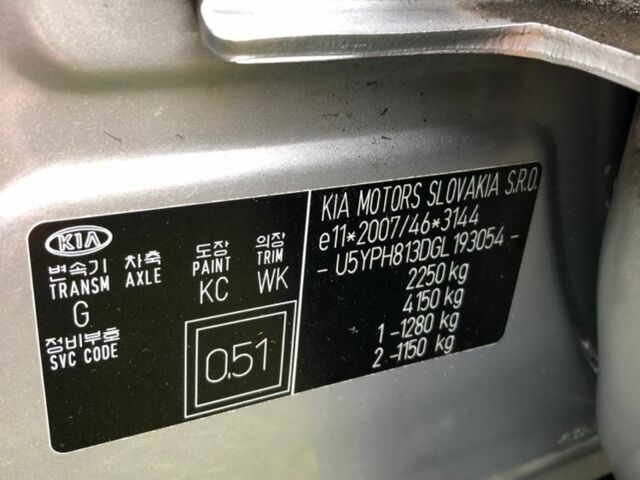 KIA
변속기 차축 도장 의장
TRANSM AXLE PAINT TRIM
G KC WK
정비부호
SVC CODE
0.51
KIA MOTORS SLOVAKIA S.R.O.
e11*2007/46*3144
- U5YPH813DGL193054 -
2250 kg
4150 kg
1 -1280 kg
2 -1150 kg